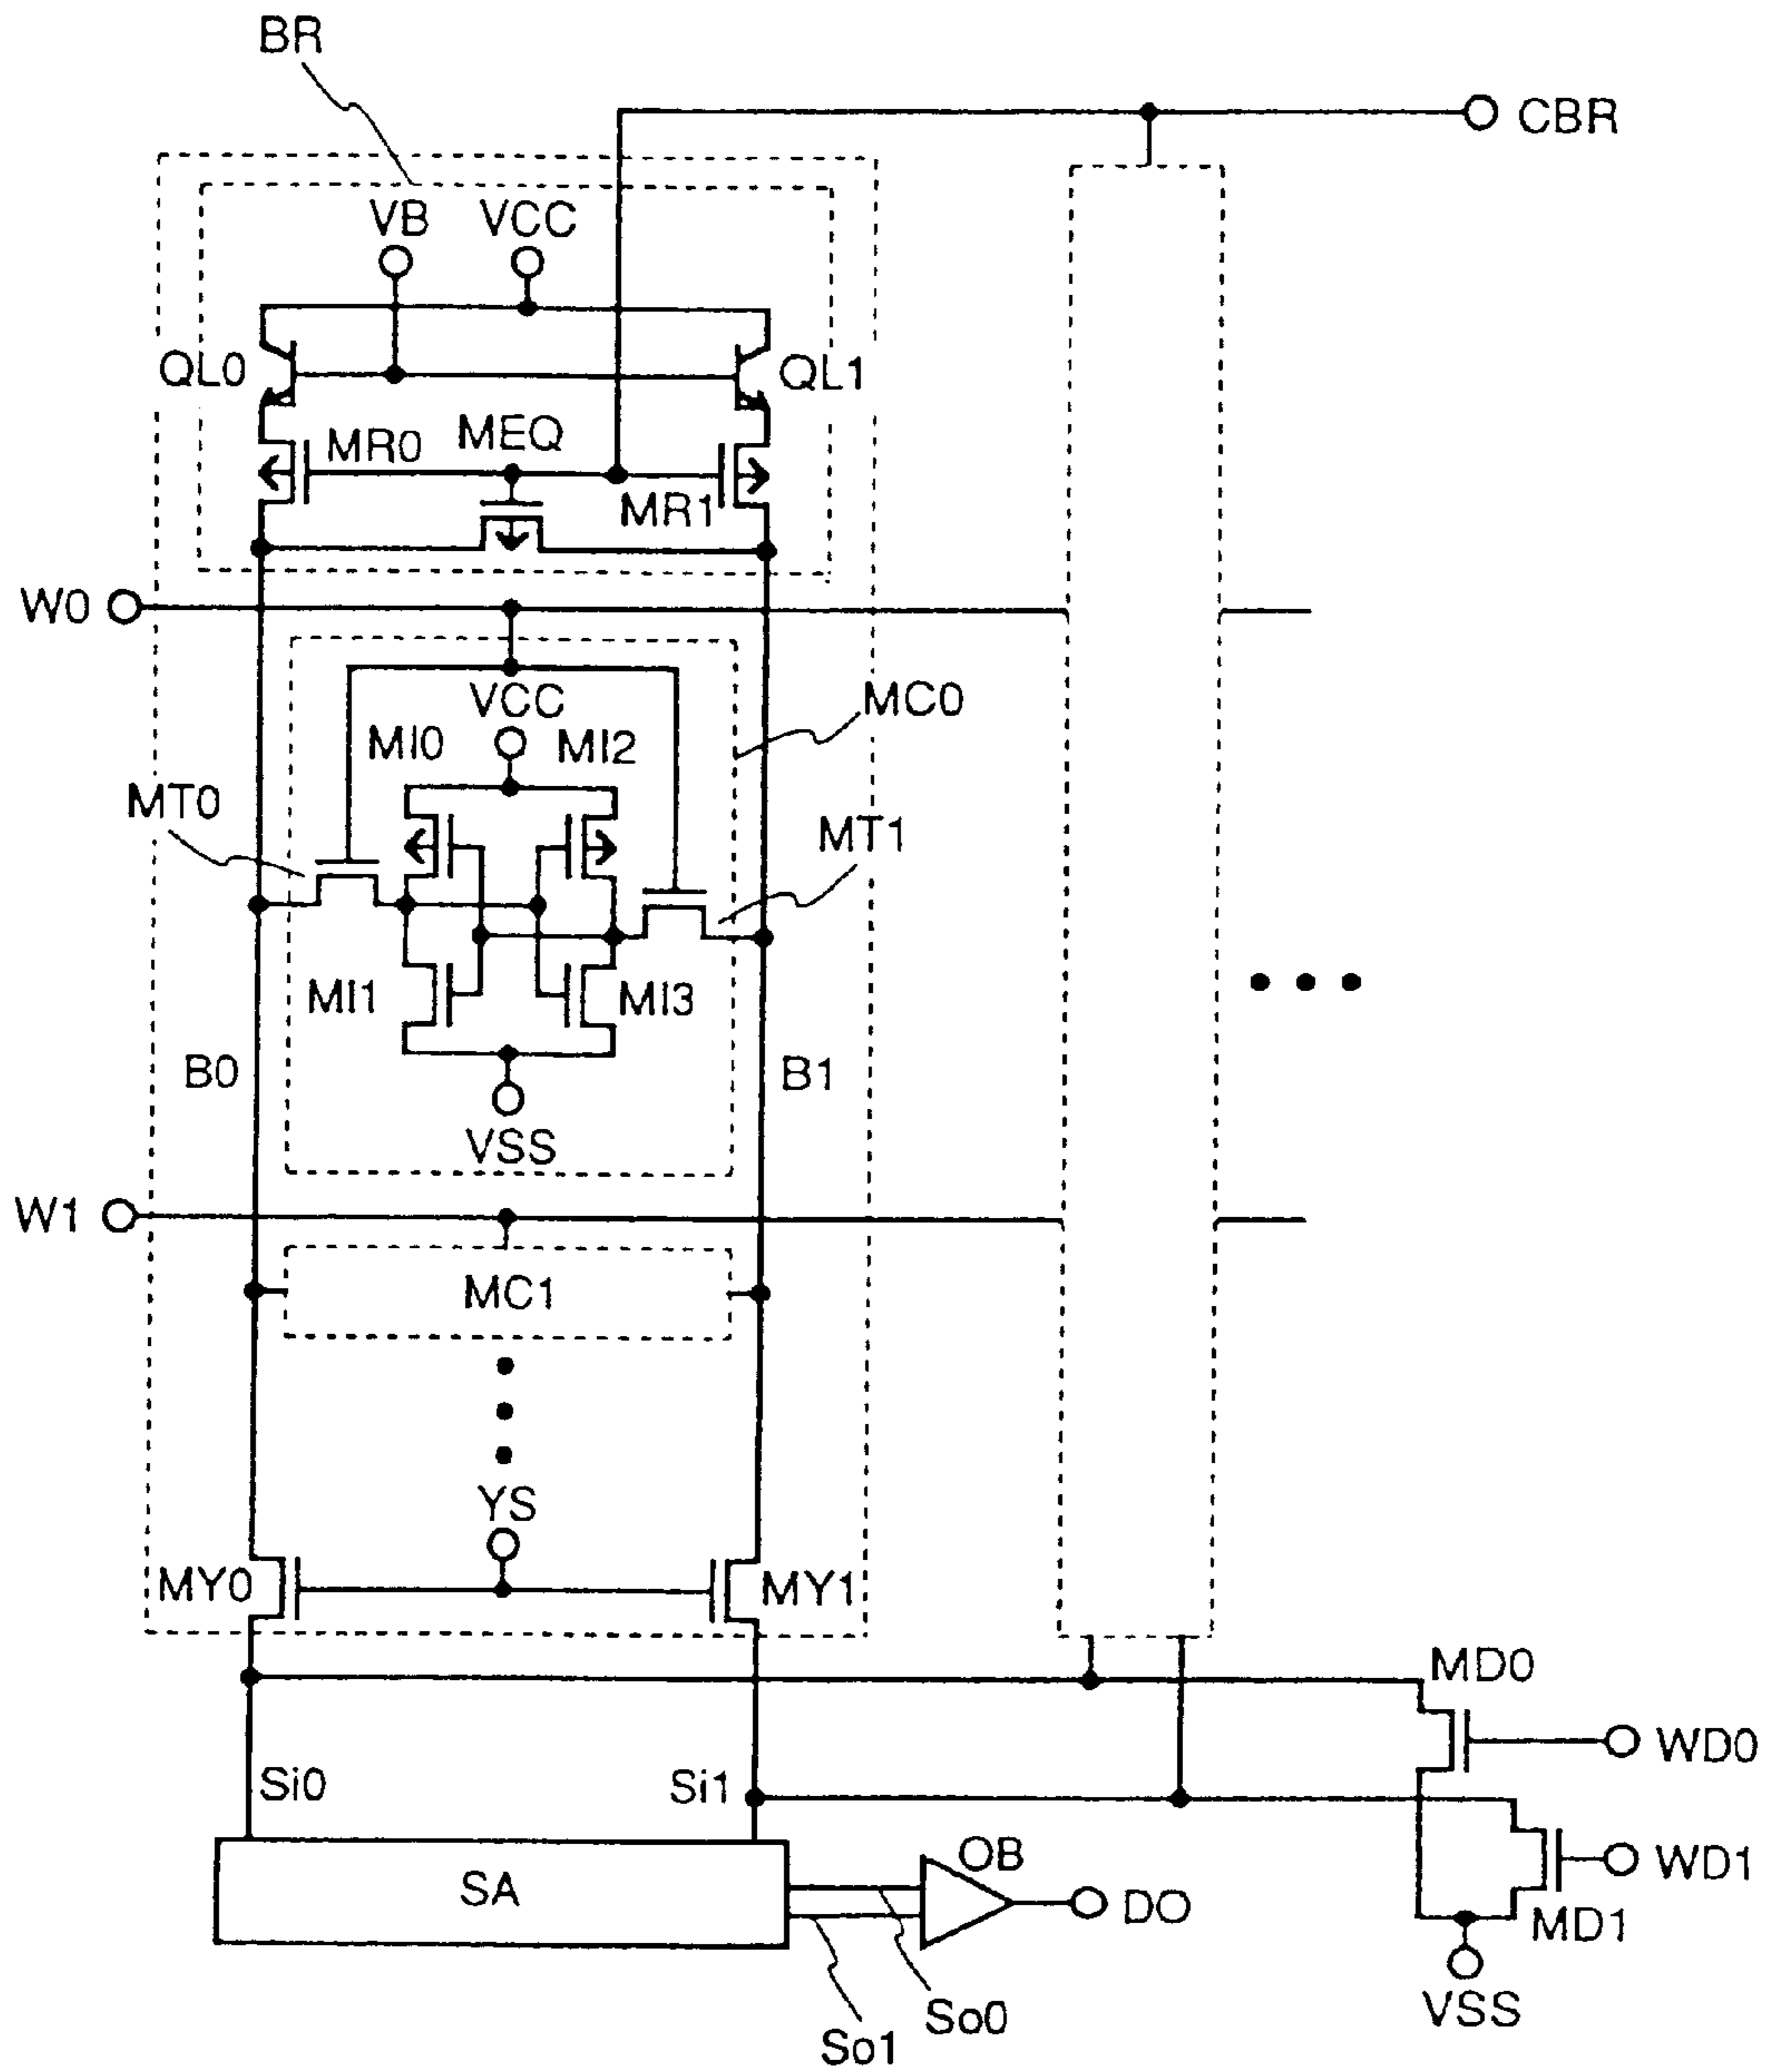 BR
CBR
VB VCC
QL0 QL1
MR0 MEQ
MR1
W0
VCC MC0
MI0 MI2
MT0 MT1
MI1 MI3
B0 B1
VSS
W1
MC1
YS
MY0 MY1
MD0
WD0
Si0 Si1
OB WD1
SA DO
MD1
So0 VSS
So1